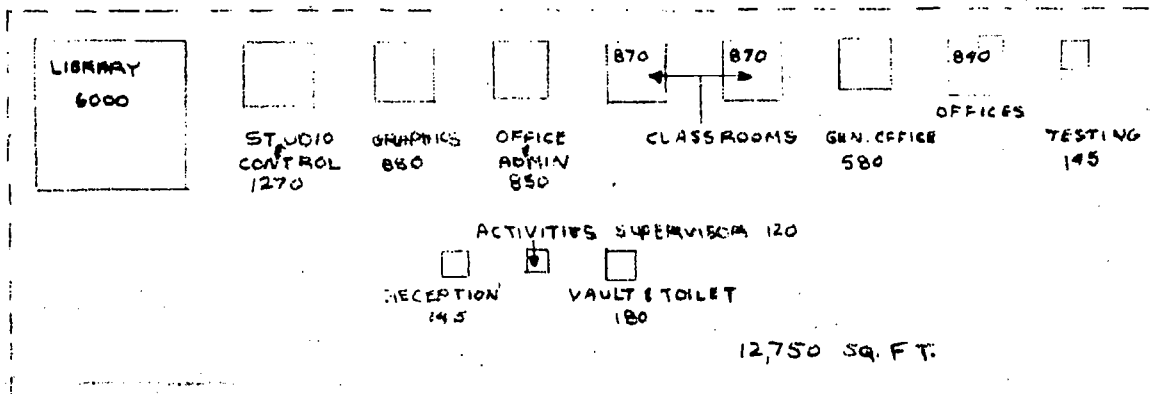 LIBRARY
6000
STUDIO
&
CONTROL
1270
GRAPHICS
880
OFFICE
&
ADMIN
850
870
870
CLASSROOMS
GEN. OFFICE
580
840
OFFICES
TESTING
145
ACTIVITIES SUPERVISOR 120
RECEPTION
145
VAULT & TOILET
180
12,750 SQ. FT.